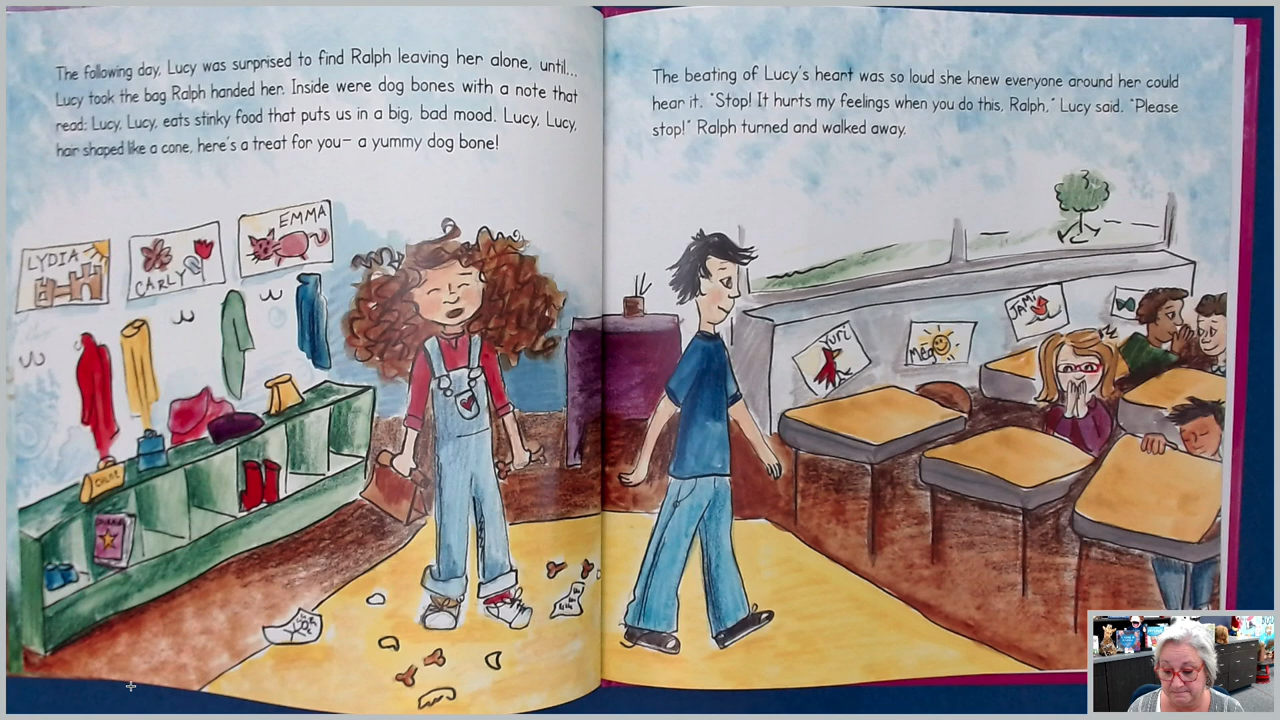 The following day, Lucy was surprised to find Ralph leaving her alone, until...
Lucy took the bag Ralph handed her. Inside were dog bones with a note that
read: Lucy, Lucy, eats stinky food that puts us in a big, bad mood. Lucy, Lucy,
hair shaped like a cone, here's a treat for you— a yummy dog bone!
LYDIA
CARLY
EMMA
CHLOE
The beating of Lucy's heart was so loud she knew everyone around her could
hear it. "Stop! It hurts my feelings when you do this, Ralph," Lucy said. "Please
stop!" Ralph turned and walked away.
Yuri
Meg
JAMI